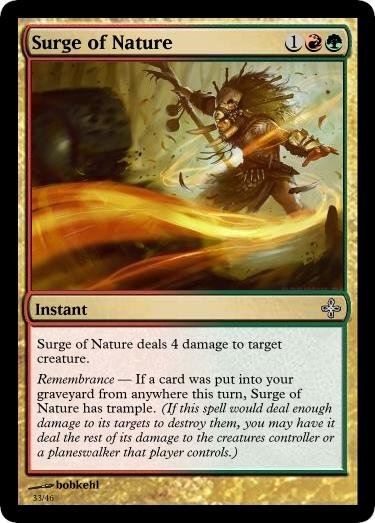 Surge of Nature 1
Instant
Surge of Nature deals 4 damage to target
creature.
Remembrance — If a card was put into your
graveyard from anywhere this turn, Surge of
Nature has trample. (If this spell would deal enough
damage to its targets to destroy them, you may have it
deal the rest of its damage to the creatures controller or
a planeswalker that player controls.)
bobkehl
33/46